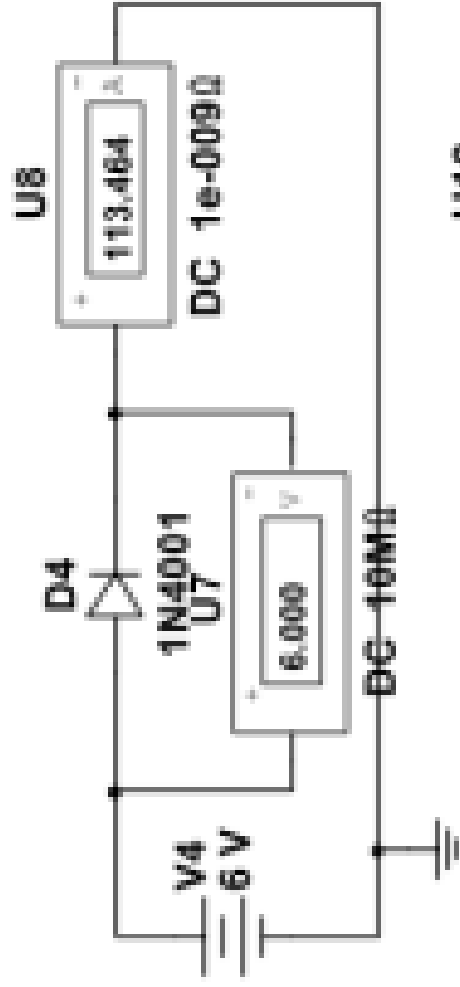 U8
+
-
113.464
A
DC 1e-009Ω
D4
1N4001
U7
+
-
6.000
V
DC 10MΩ
V4
6 V